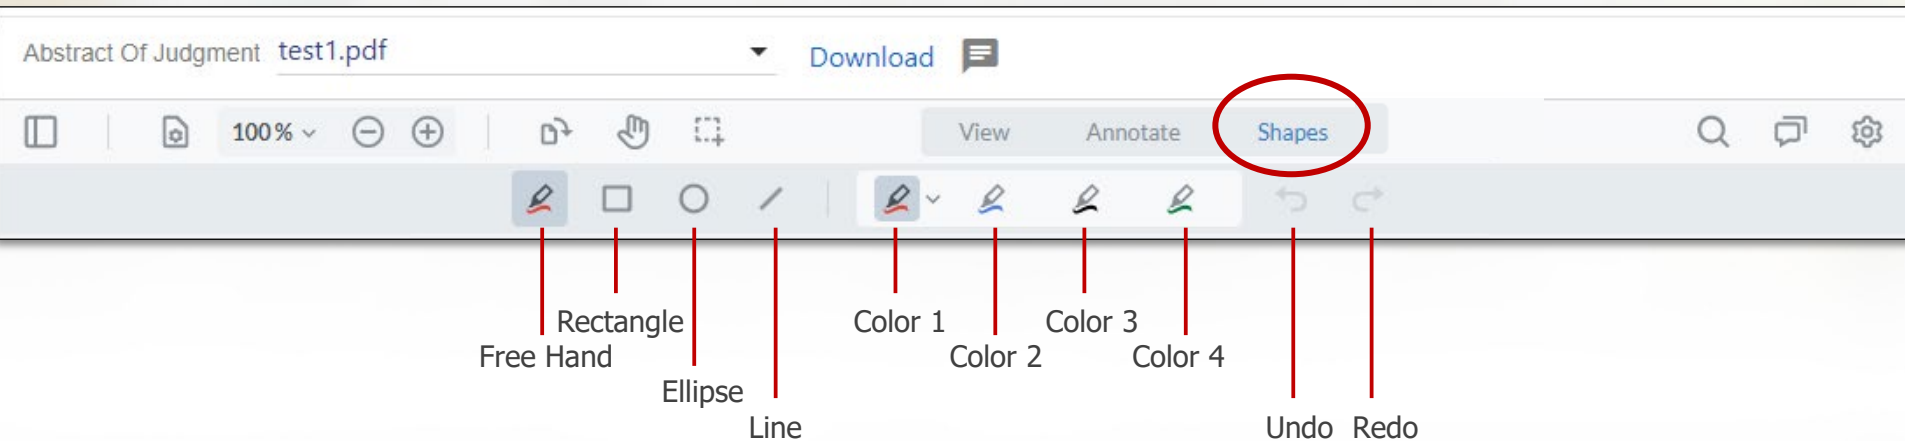 Abstract Of Judgment test1.pdf Download
100% View Annotate Shapes
Rectangle Color 1 Color 3
Free Hand Color 2 Color 4
Ellipse
Line Undo Redo